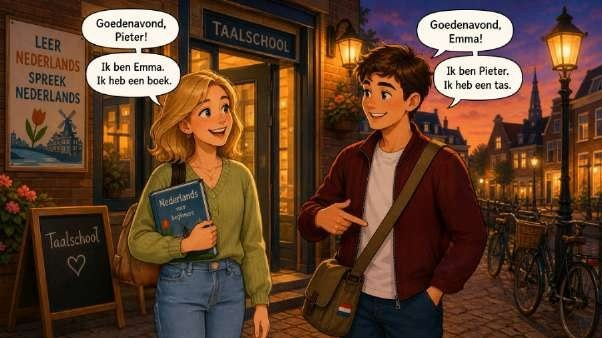 Goedenavond,
Pieter!
Ik ben Emma.
Ik heb een boek.
Goedenavond,
Emma!
Ik ben Pieter.
Ik heb een tas.
TAALSCHOOL
LEER
NEDERLANDS
SPREEK
NEDERLANDS
Nederlands
voor
beginners
Taalschool